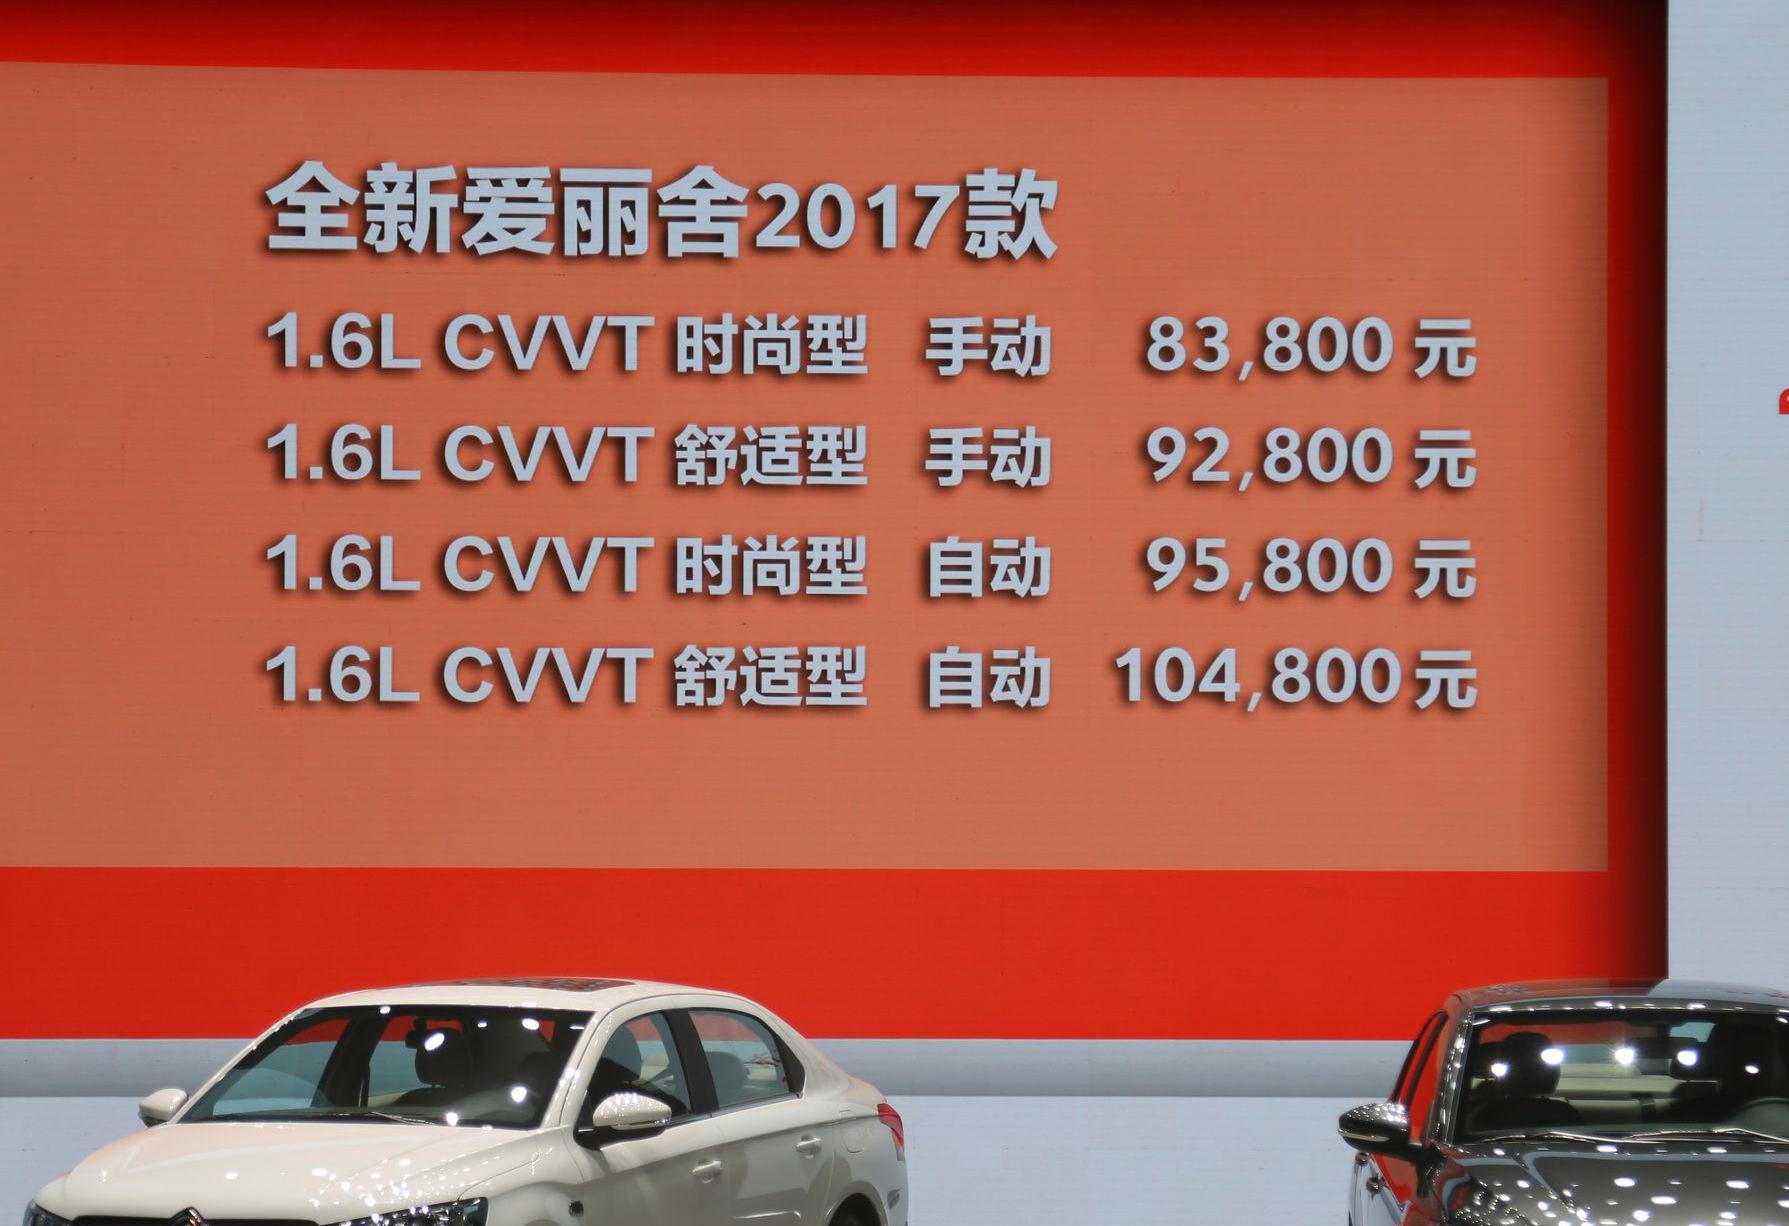 全新爱丽舍2017款
1.6L CVVT 时尚型 手动 83,800 元
1.6L CVVT 舒适型 手动 92,800 元
1.6L CVVT 时尚型 自动 95,800 元
1.6L CVVT 舒适型 自动 104,800 元